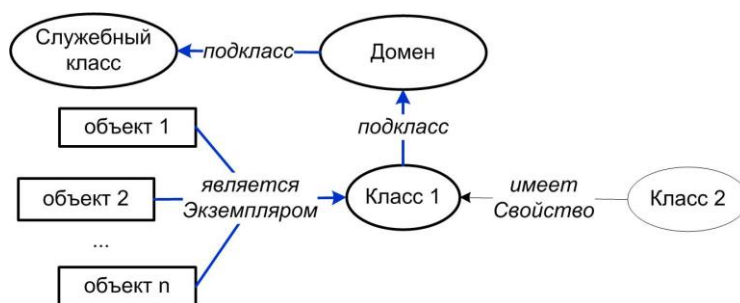 Служебный
класс
подкласс
Домен
объект 1
подкласс
объект 2
является
Экземпляром
Класс 1
имеет
Свойство
Класс 2
...
объект n